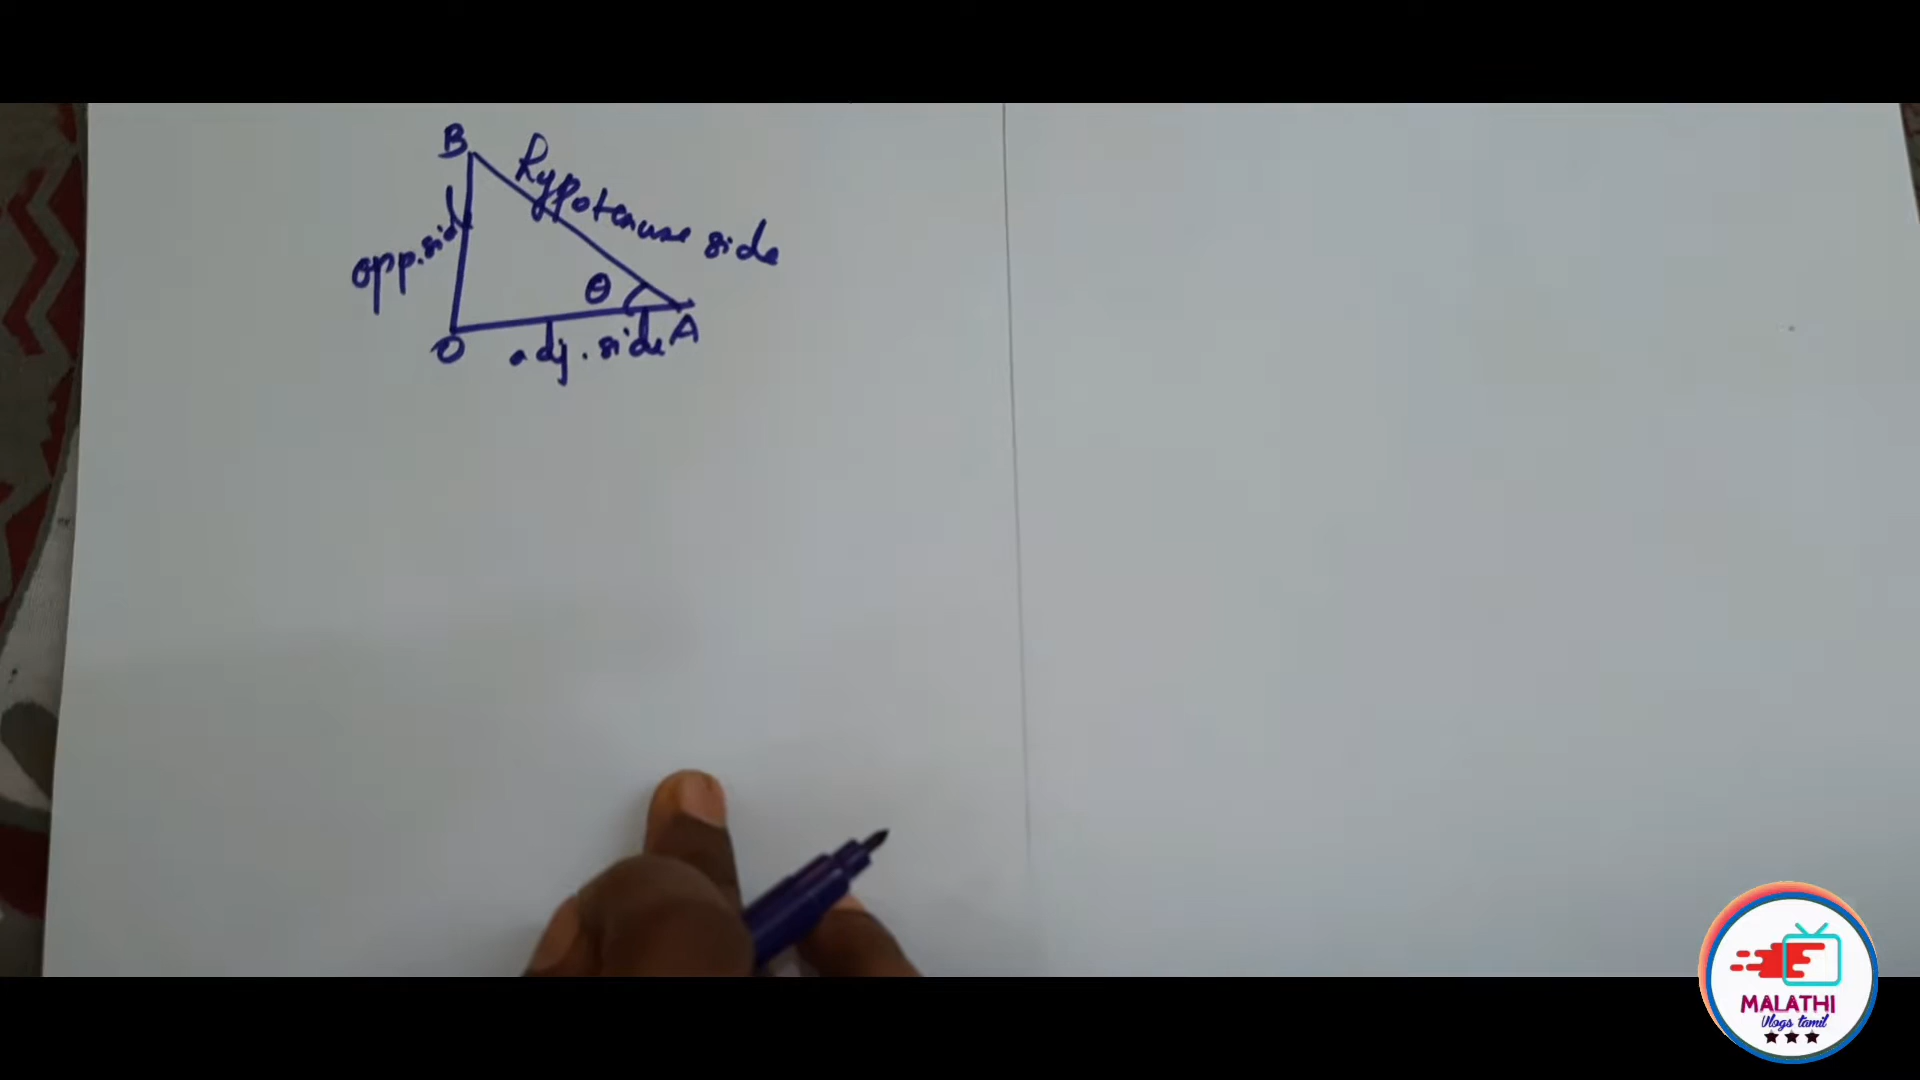 B
hypotenuse side
opp. side
θ
O
adj. side
A
MALATHI
Vlogs tamil